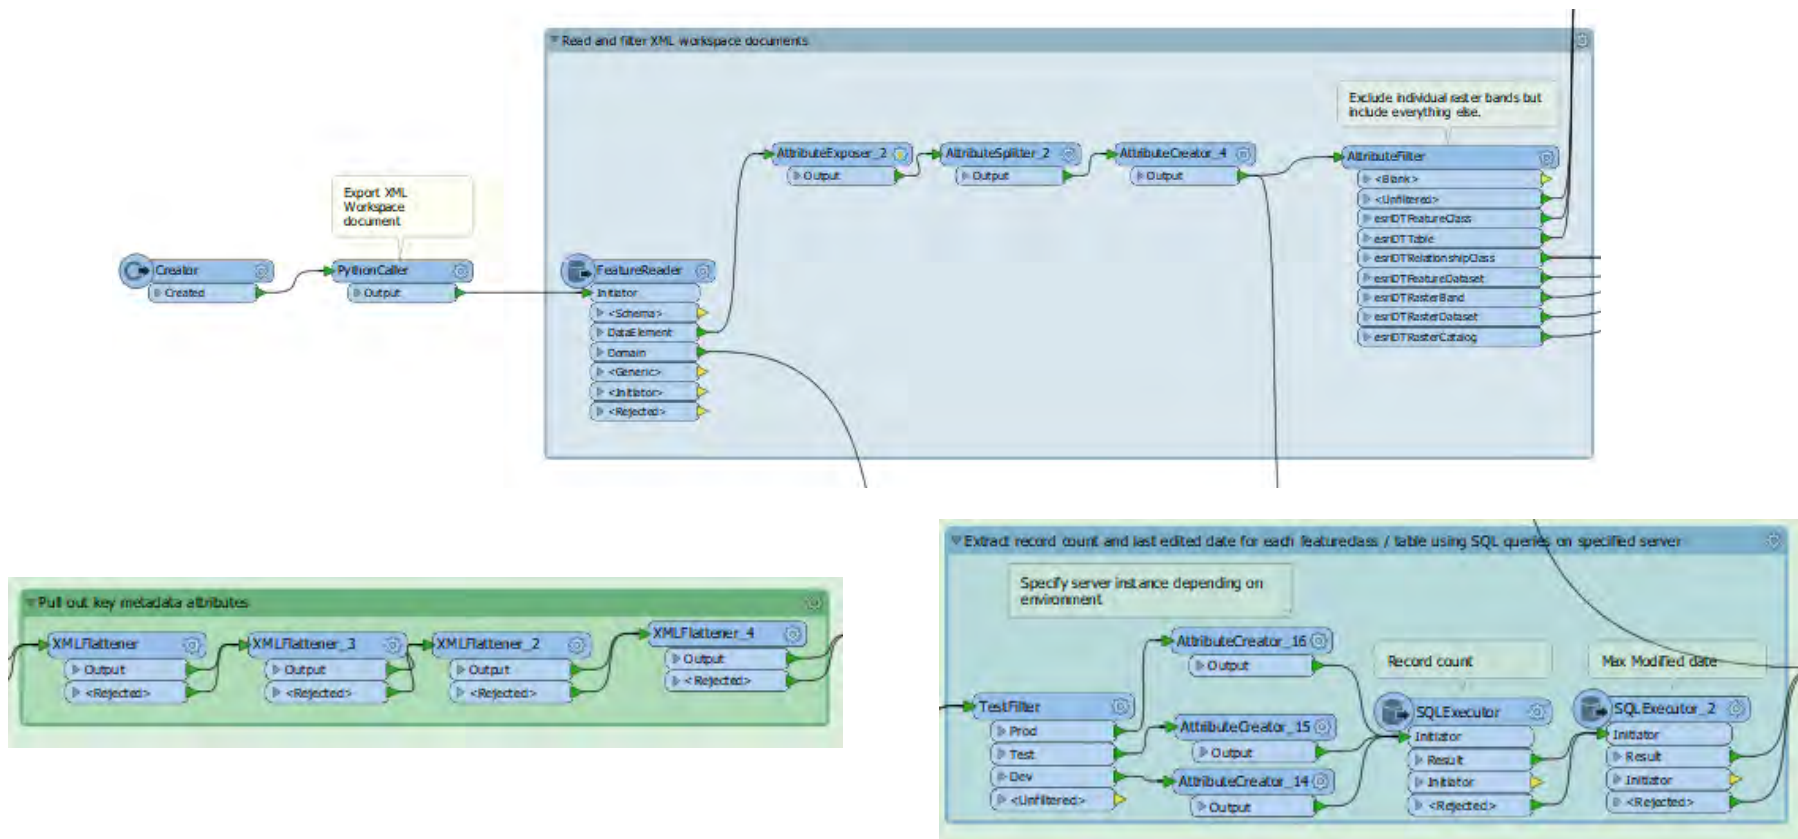 Read and filter XML workspace documents
Exclude individual raster bands but
include everything else.
AttributeExposer_2
Output
AttributeSplitter_2
Output
AttributeCreator_4
Output
AttributeFilter
<Blank>
<Unfiltered>
esriDTFeatureClass
esriDTTable
esriDTRelationshipClass
esriDTFeatureDataset
esriDTRasterBand
esriDTRasterDataset
esriDTRasterCatalog
Export XML
Workspace
document
Creator
Created
PythonCaller
Output
FeatureReader
Initiator
<Schema>
DataElement
Domain
<Generic>
<Initiator>
<Rejected>
Pull out key metadata attributes
XMLFlattener
Output
<Rejected>
XMLFlattener_3
Output
<Rejected>
XMLFlattener_2
Output
<Rejected>
XMLFlattener_4
Output
<Rejected>
Extract record count and last edited date for each featureclass / table using SQL queries on specified server
Specify server instance depending on
environment
TestFilter
Prod
Test
Dev
<Unfiltered>
AttributeCreator_16
Output
AttributeCreator_15
Output
AttributeCreator_14
Output
Record count
SQLExecutor
Initiator
Result
Initiator
<Rejected>
Max Modified date
SQLExecutor_2
Initiator
Result
Initiator
<Rejected>